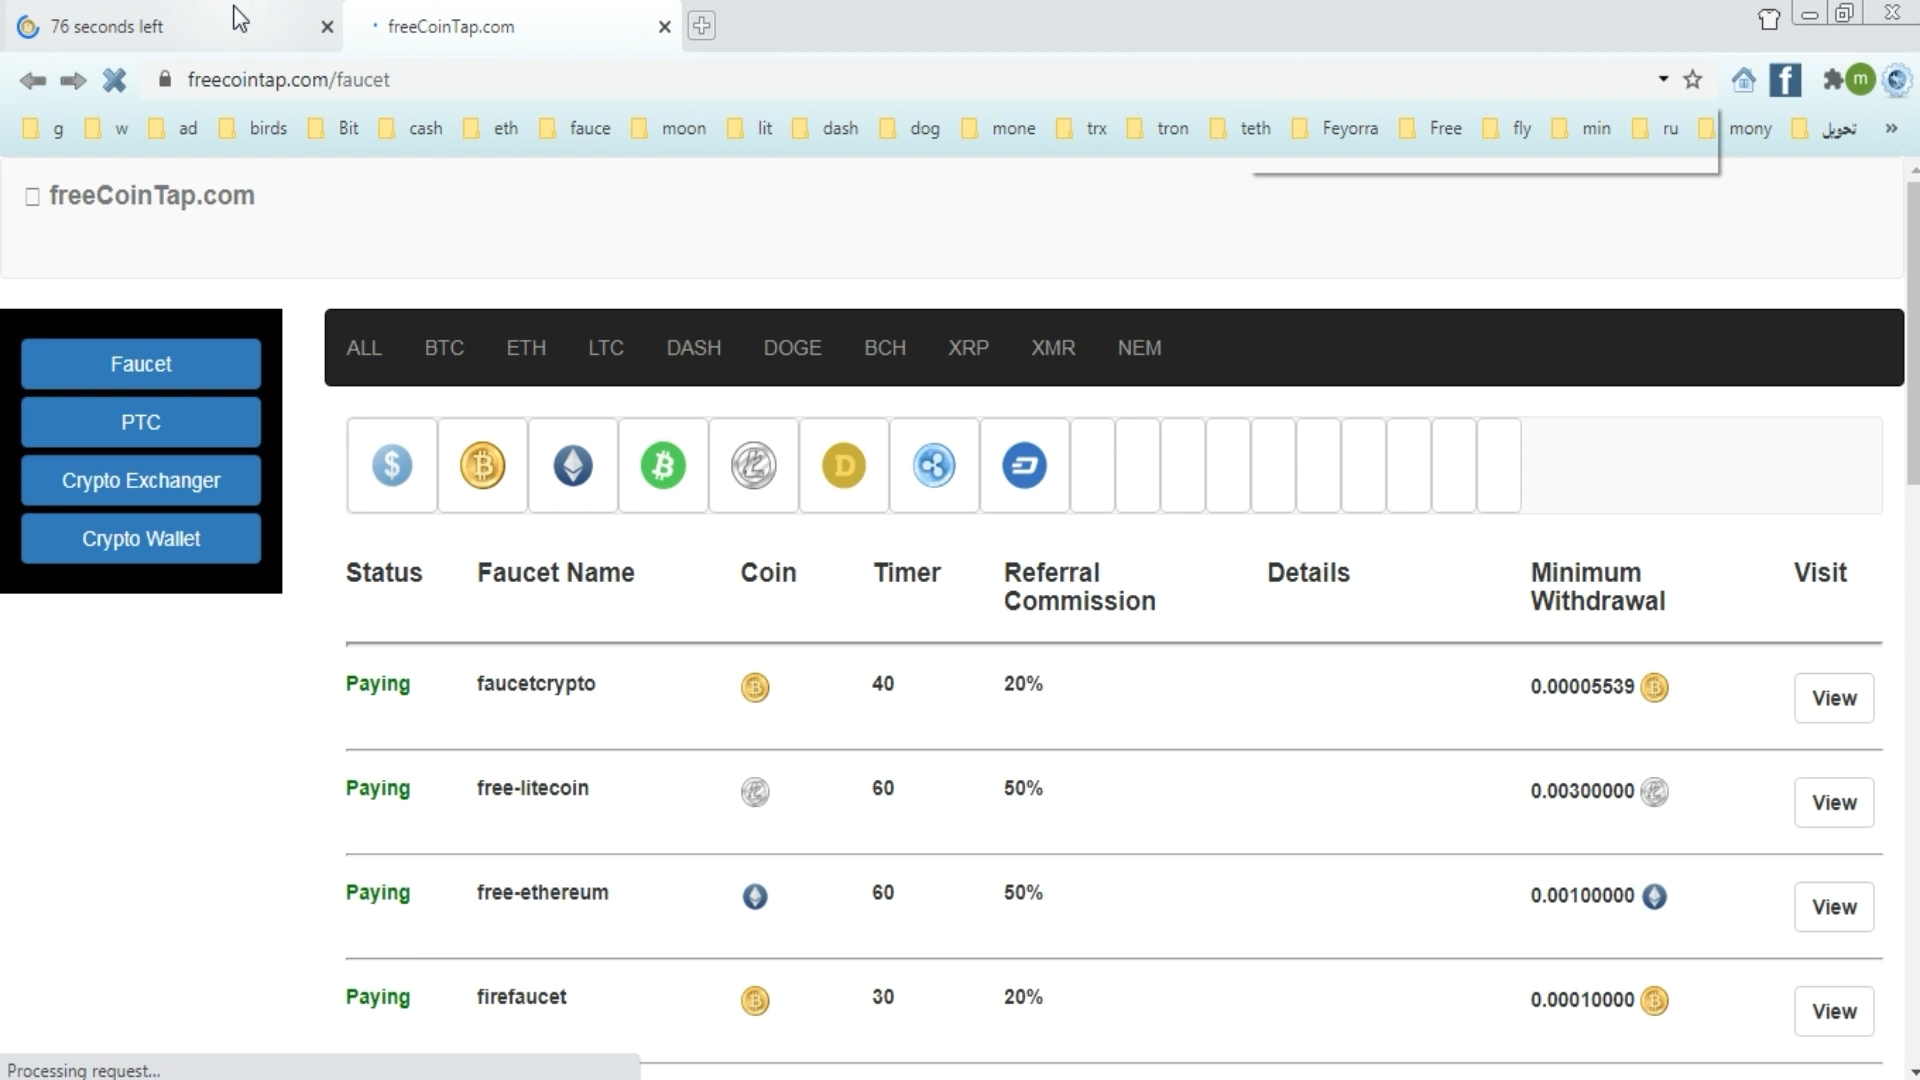 76 seconds left
freeCoinTap.com
freecointap.com/faucet
f
m
g w ad birds Bit cash eth fauce moon lit dash dog mone trx tron teth Feyorra Free fly min ru mony تحويل »
freeCoinTap.com
Faucet
PTC
Crypto Exchanger
Crypto Wallet
ALL BTC ETH LTC DASH DOGE BCH XRP XMR NEM
Status Faucet Name Coin Timer Referral Commission Details Minimum Withdrawal Visit
Paying faucetcrypto 40 20% 0.00005539 View
Paying free-litecoin 60 50% 0.00300000 View
Paying free-ethereum 60 50% 0.00100000 View
Paying firefaucet 30 20% 0.00010000 View
Processing request...